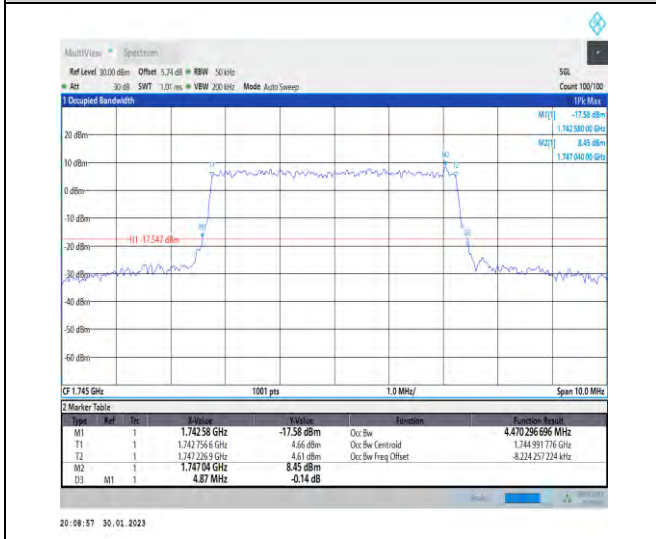 MultiView Spectrum
Ref Level 30.00 dBm Offset 5.74 dB RBW 50 kHz SGL
Att 30 dB SWT 1.01 ms VBW 200 kHz Mode Auto Sweep Count 100/100
1 Occupied Bandwidth 1Pk Max
M1[1] -17.58 dBm
1.742 580 00 GHz
M2[1] 8.45 dBm
1.747 040 00 GHz
20 dBm
10 dBm
0 dBm
-10 dBm
-20 dBm
-30 dBm
-40 dBm
-50 dBm
-60 dBm
T1
M2
T2
H1 -17.547 dBm
CF 1.745 GHz 1001 pts 1.0 MHz/ Span 10.0 MHz
2 Marker Table
Type Ref Trc X-Value Y-Value Function Function Result
M1 1 1.742 58 GHz -17.58 dBm Occ Bw 4.470 296 696 MHz
T1 1 1.742 756 6 GHz 4.66 dBm Occ Bw Centroid 1.744 991 776 GHz
T2 1 1.747 226 9 GHz 4.61 dBm Occ Bw Freq Offset -8.224 257 224 kHz
M2 1 1.747 04 GHz 8.45 dBm
D3 M1 1 4.87 MHz -0.14 dB
20:08:57 30.01.2023